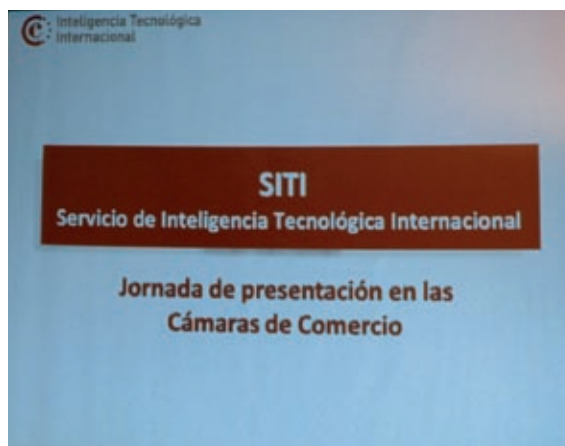 Inteligencia Tecnológica
Internacional
SITI
Servicio de Inteligencia Tecnológica Internacional
Jornada de presentación en las
Cámaras de Comercio